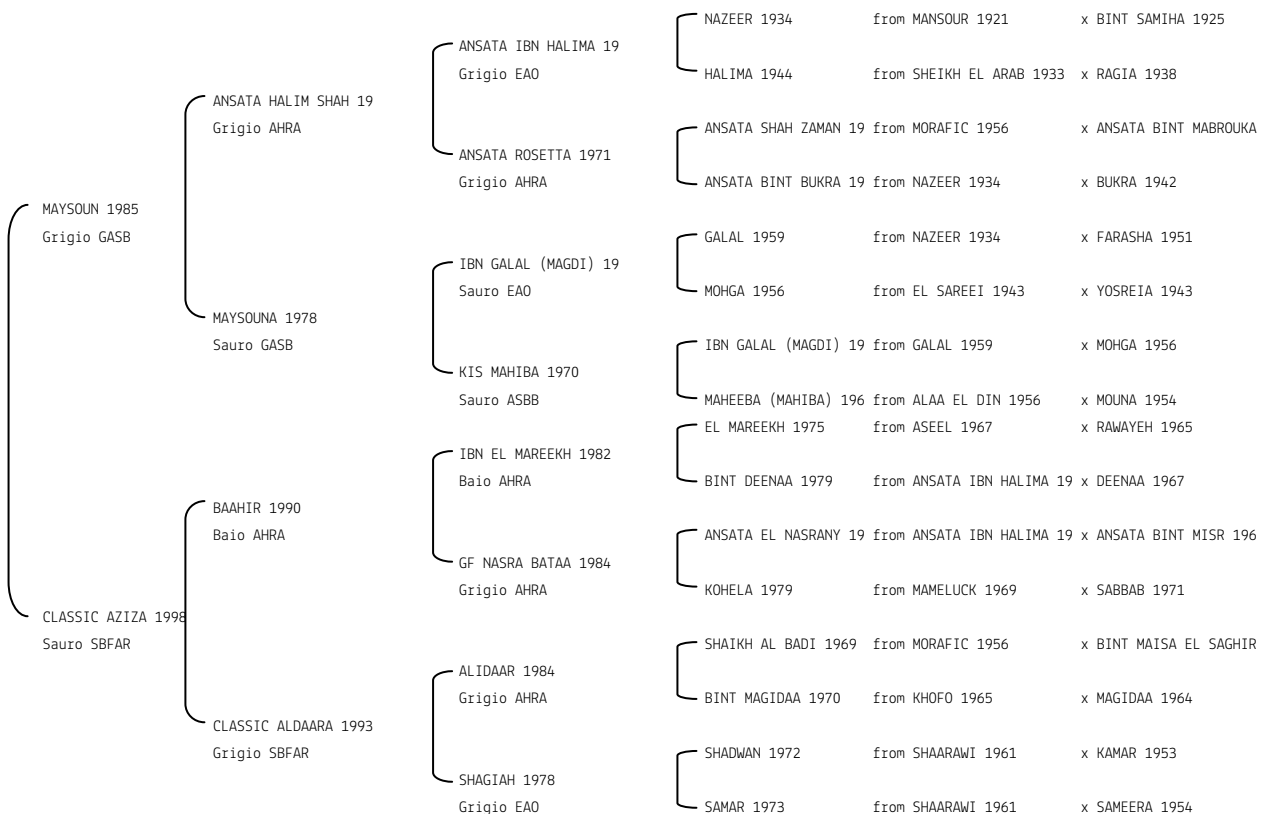 NAZEER 1934 from MANSOUR 1921 x BINT SAMIHA 1925
ANSATA IBN HALIMA 19
Grigio EAO
HALIMA 1944 from SHEIKH EL ARAB 1933 x RAGIA 1938
ANSATA HALIM SHAH 19
Grigio AHRA
ANSATA SHAH ZAMAN 19 from MORAFIC 1956 x ANSATA BINT MABROUKA
ANSATA ROSETTA 1971
Grigio AHRA
ANSATA BINT BUKRA 19 from NAZEER 1934 x BUKRA 1942
MAYSOUN 1985
Grigio GASB
GALAL 1959 from NAZEER 1934 x FARASHA 1951
IBN GALAL (MAGDI) 19
Sauro EAO
MOHGA 1956 from EL SAREEI 1943 x YOSREIA 1943
MAYSOUNA 1978
Sauro GASB
IBN GALAL (MAGDI) 19 from GALAL 1959 x MOHGA 1956
KIS MAHIBA 1970
Sauro ASBB
MAHEEBA (MAHIBA) 196 from ALAA EL DIN 1956 x MOUNA 1954
EL MAREEKH 1975 from ASEEL 1967 x RAWAYEH 1965
IBN EL MAREEKH 1982
Baio AHRA
BINT DEENAA 1979 from ANSATA IBN HALIMA 19 x DEENAA 1967
BAAHIR 1990
Baio AHRA
ANSATA EL NASRANY 19 from ANSATA IBN HALIMA 19 x ANSATA BINT MISR 196
GF NASRA BATAA 1984
Grigio AHRA
KOHELA 1979 from MAMELUCK 1969 x SABBAB 1971
CLASSIC AZIZA 1998
Sauro SBFAR
SHAIKH AL BADI 1969 from MORAFIC 1956 x BINT MAISA EL SAGHIR
ALIDAAR 1984
Grigio AHRA
BINT MAGIDAA 1970 from KHOFO 1965 x MAGIDAA 1964
CLASSIC ALDAARA 1993
Grigio SBFAR
SHADWAN 1972 from SHAARAWI 1961 x KAMAR 1953
SHAGIAH 1978
Grigio EAO
SAMAR 1973 from SHAARAWI 1961 x SAMEERA 1954